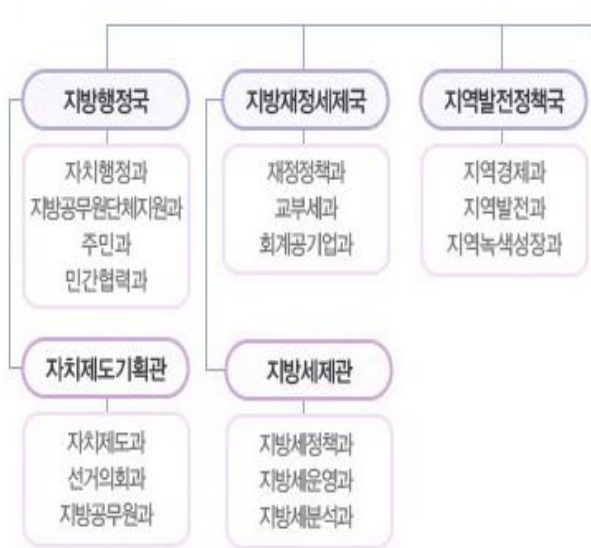 지방행정국
자치행정과
지방공무원단체지원과
주민과
민간협력과
자치제도기획관
자치제도과
선거의회과
지방공무원과
지방재정세제국
재정정책과
교부세과
회계공기업과
지방세제관
지방세정책과
지방세운영과
지방세분석과
지역발전정책국
지역경제과
지역발전과
지역녹색성장과